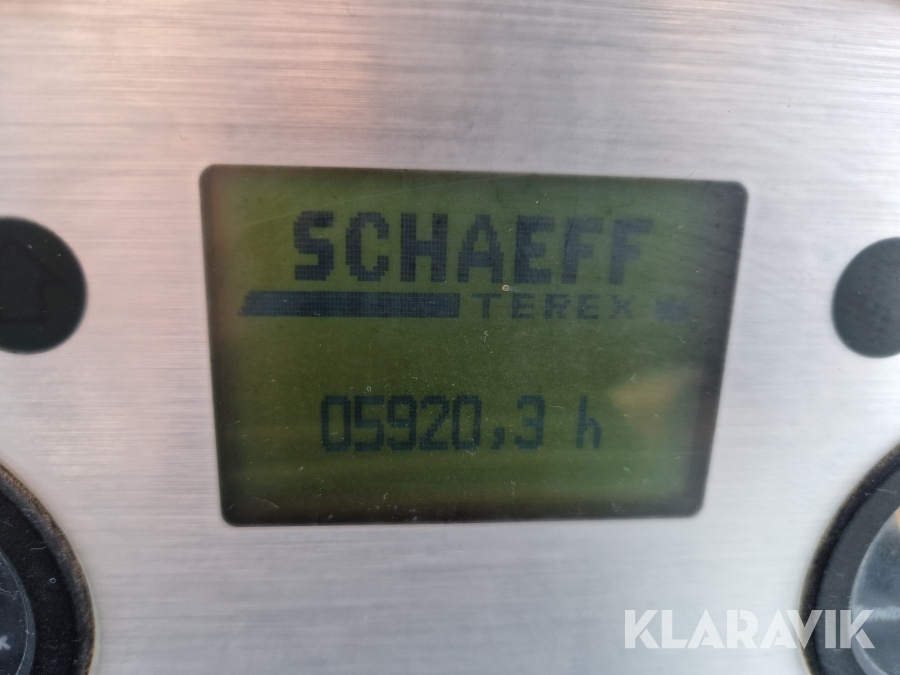 SCHAEFF
TEREX
05920,3 h
KLARAVIK